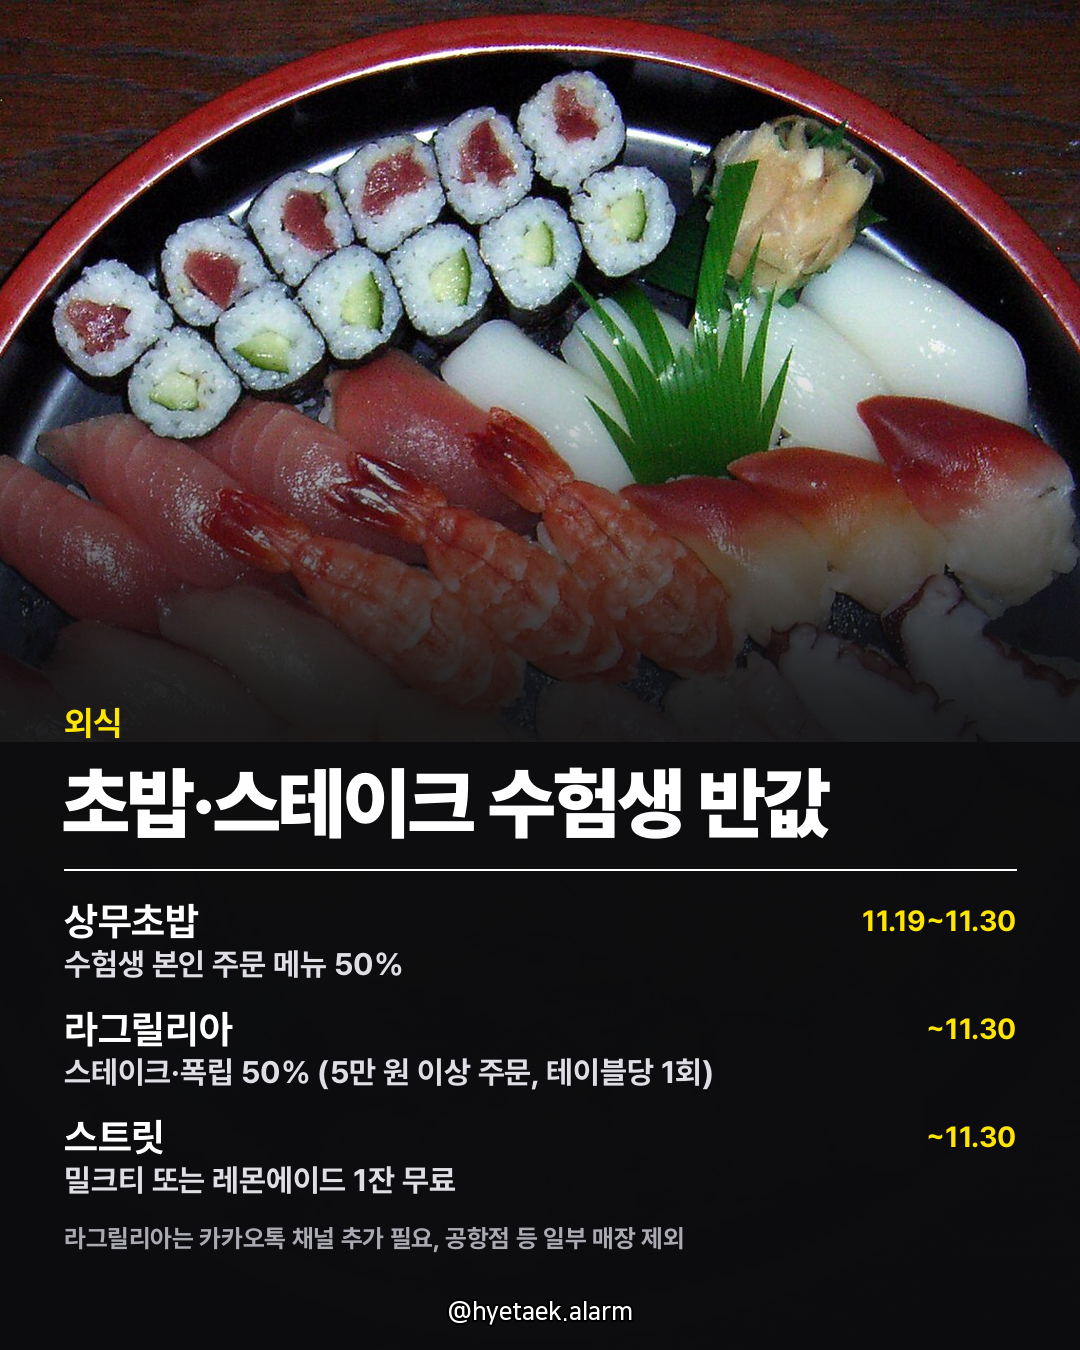 외식
초밥·스테이크 수험생 반값
상무초밥 11.19~11.30
수험생 본인 주문 메뉴 50%
라그릴리아 ~11.30
스테이크·폭립 50% (5만 원 이상 주문, 테이블당 1회)
스트릿 ~11.30
밀크티 또는 레몬에이드 1잔 무료
라그릴리아는 카카오톡 채널 추가 필요, 공항점 등 일부 매장 제외
@hyetaek.alarm